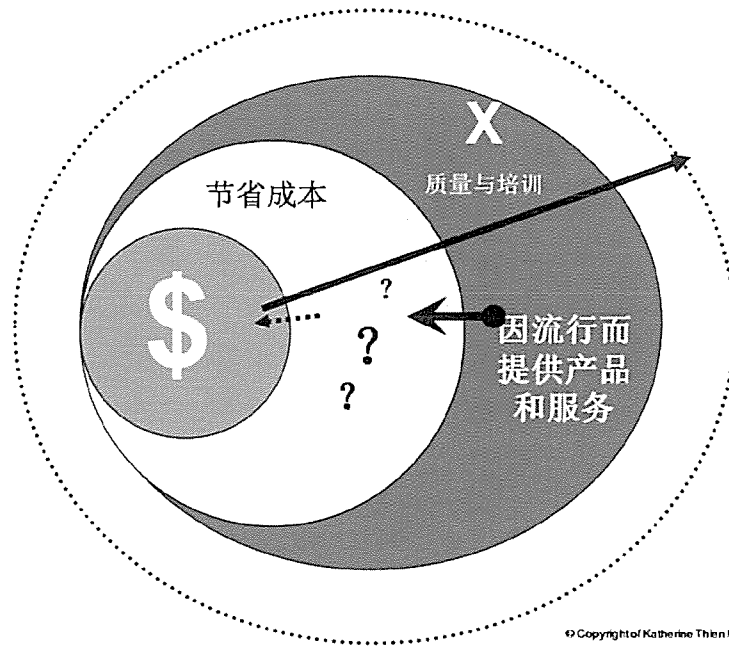 X
质量与培训
节省成本
$
?
?
?
因流行而
提供产品
和服务
© Copyright of Katherine Thien